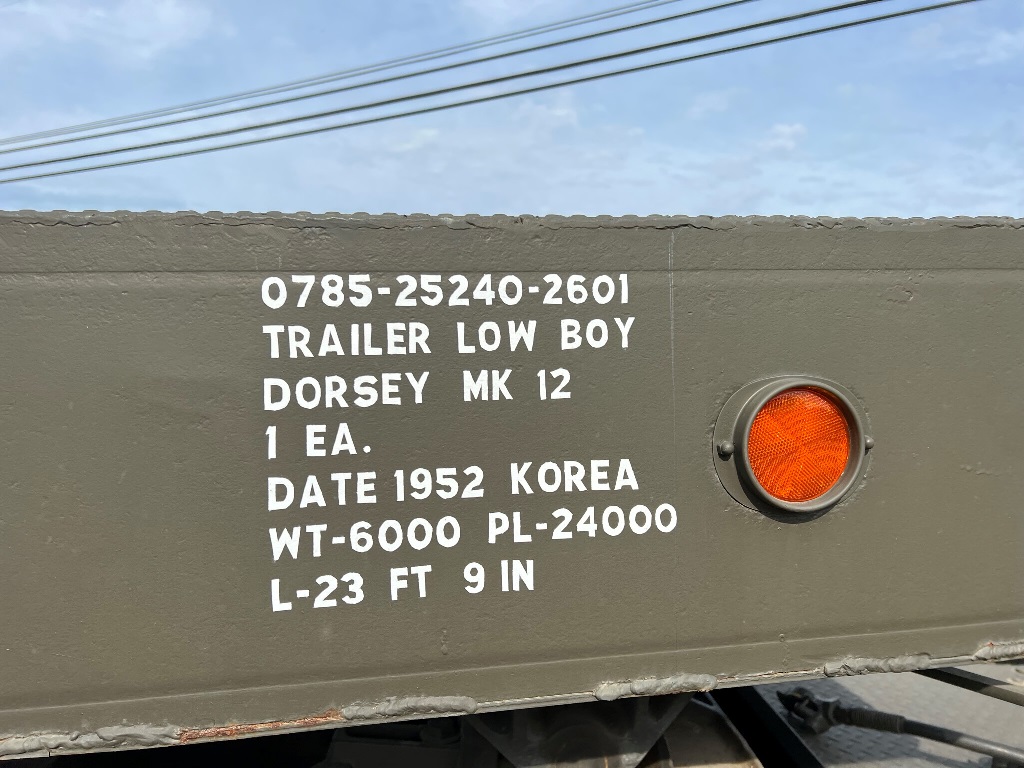 0785-25240-2601
TRAILER LOW BOY
DORSEY MK 12
1 EA.
DATE 1952 KOREA
WT-6000 PL-24000
L-23 FT 9 IN